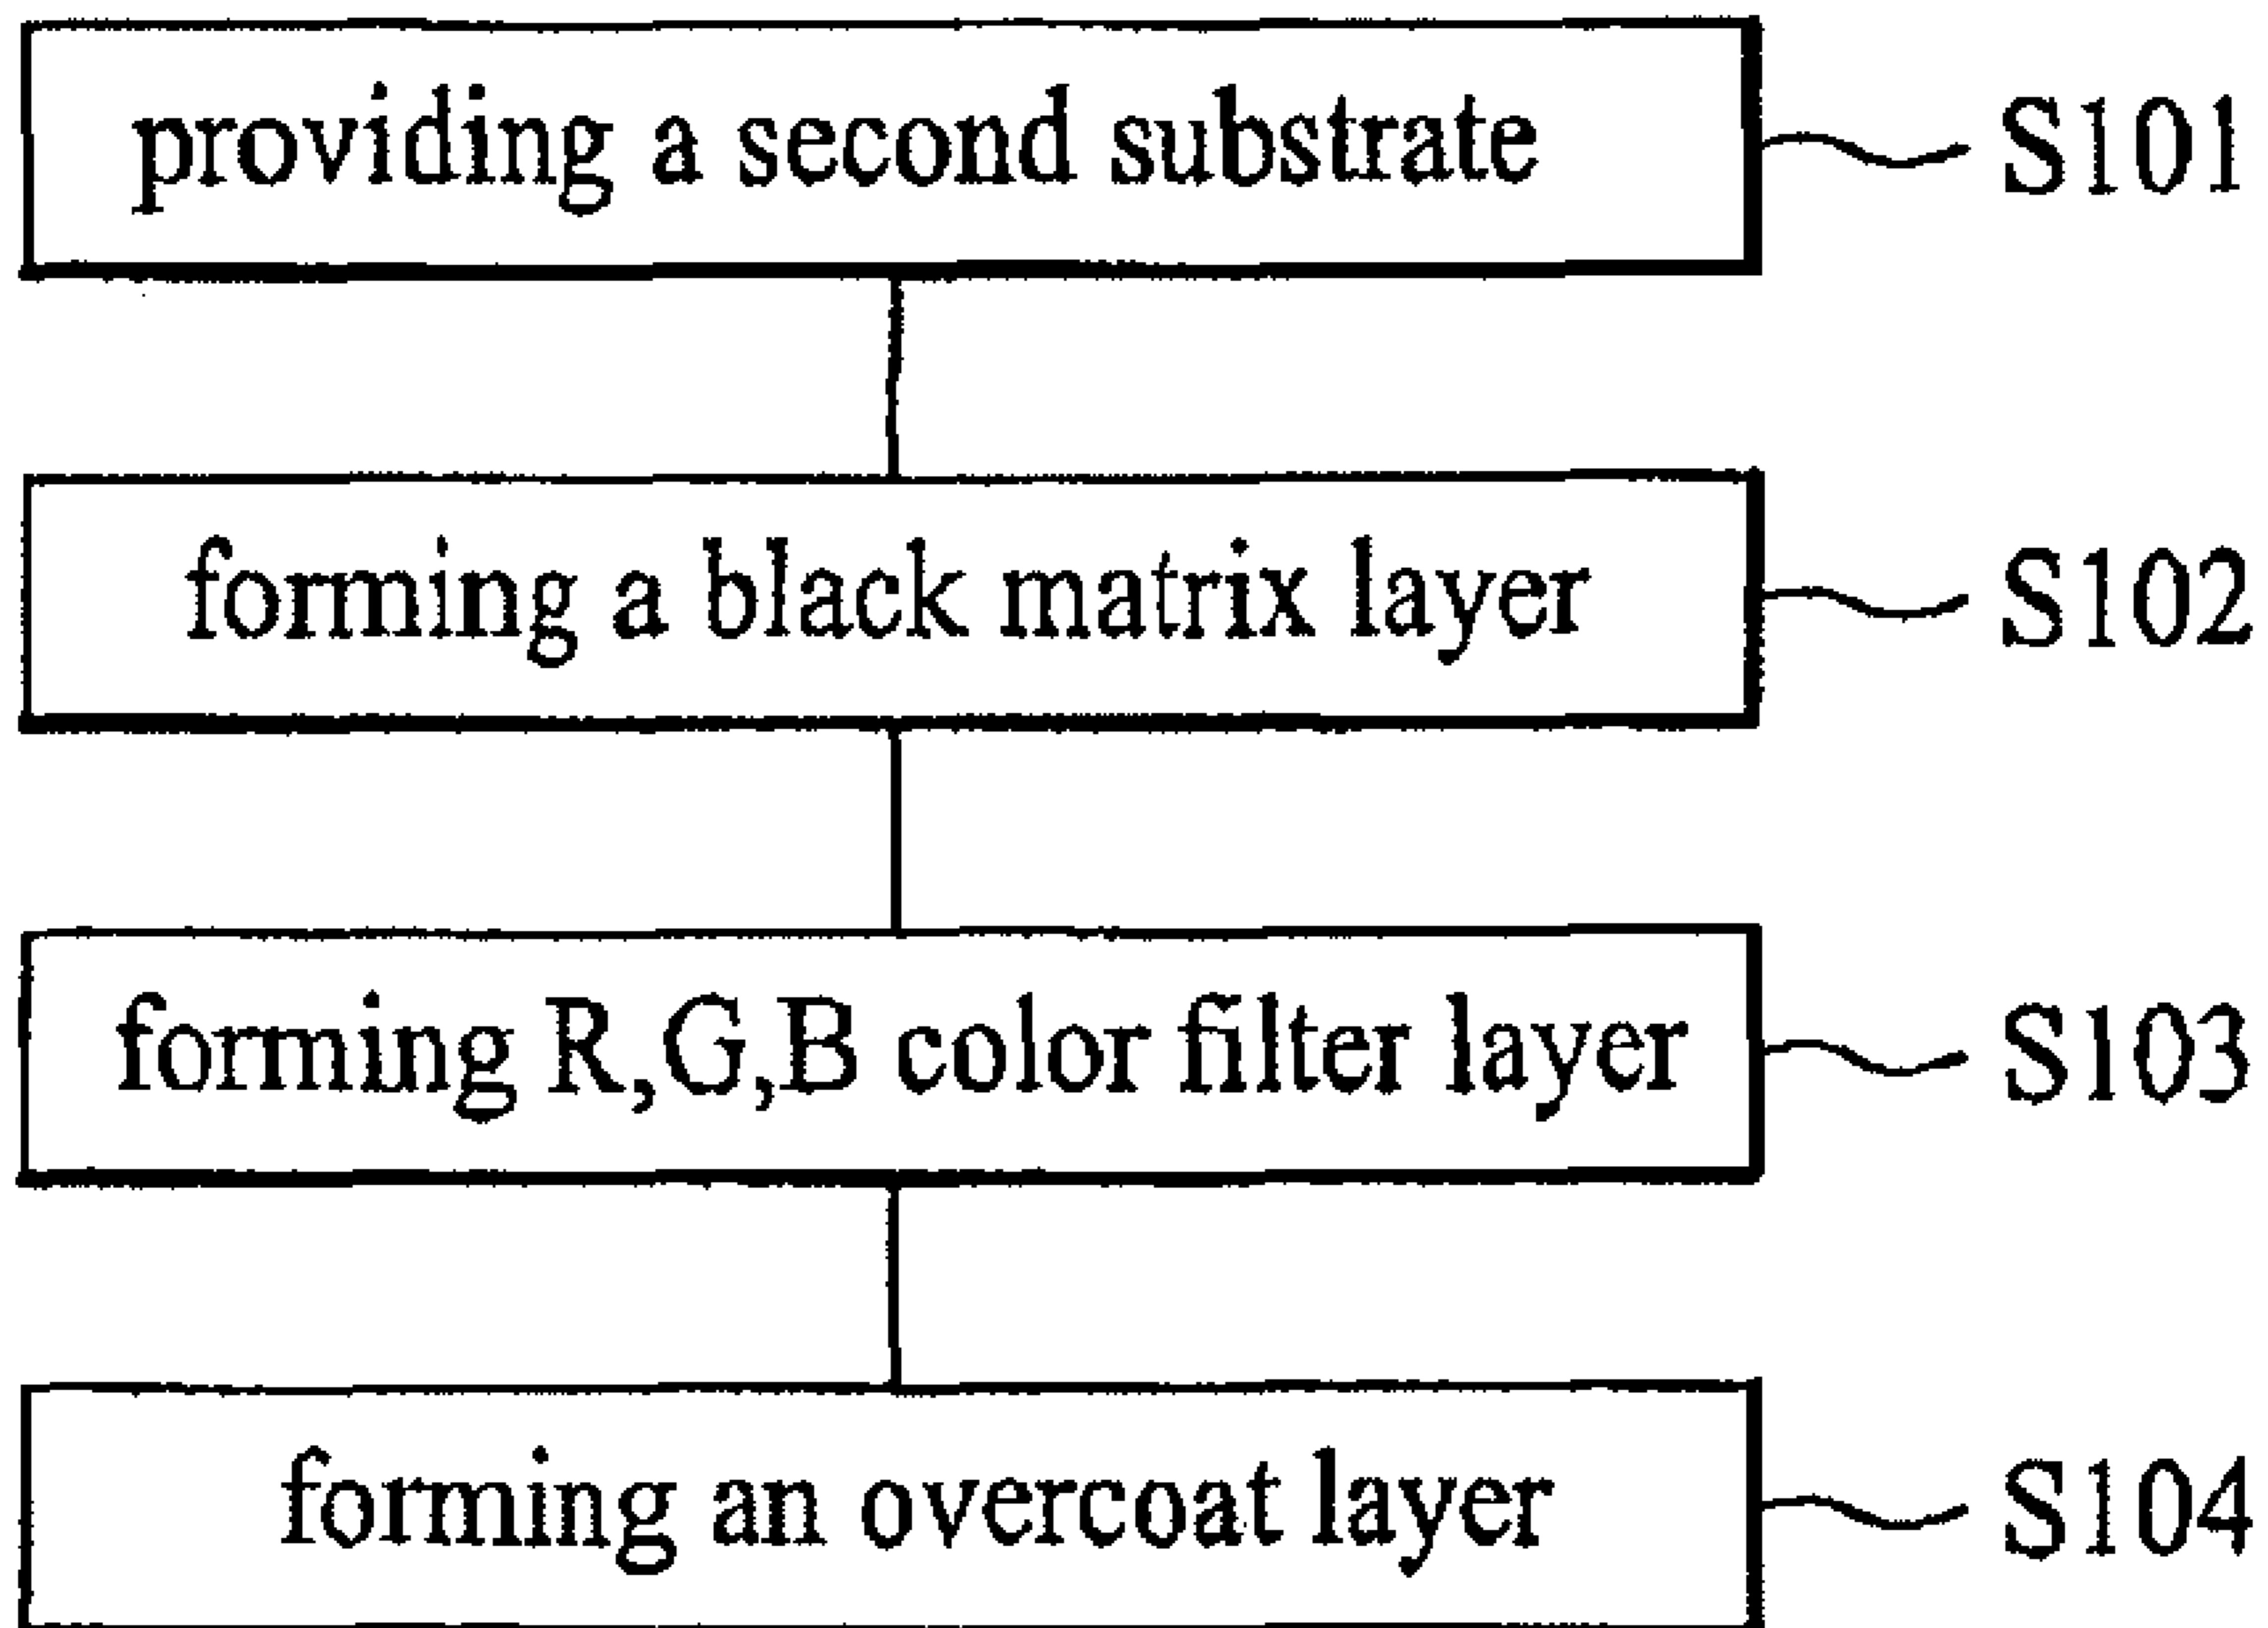 providing a second substrate S101
forming a black matrix layer S102
forming R,G,B color filter layer S103
forming an overcoat layer S104